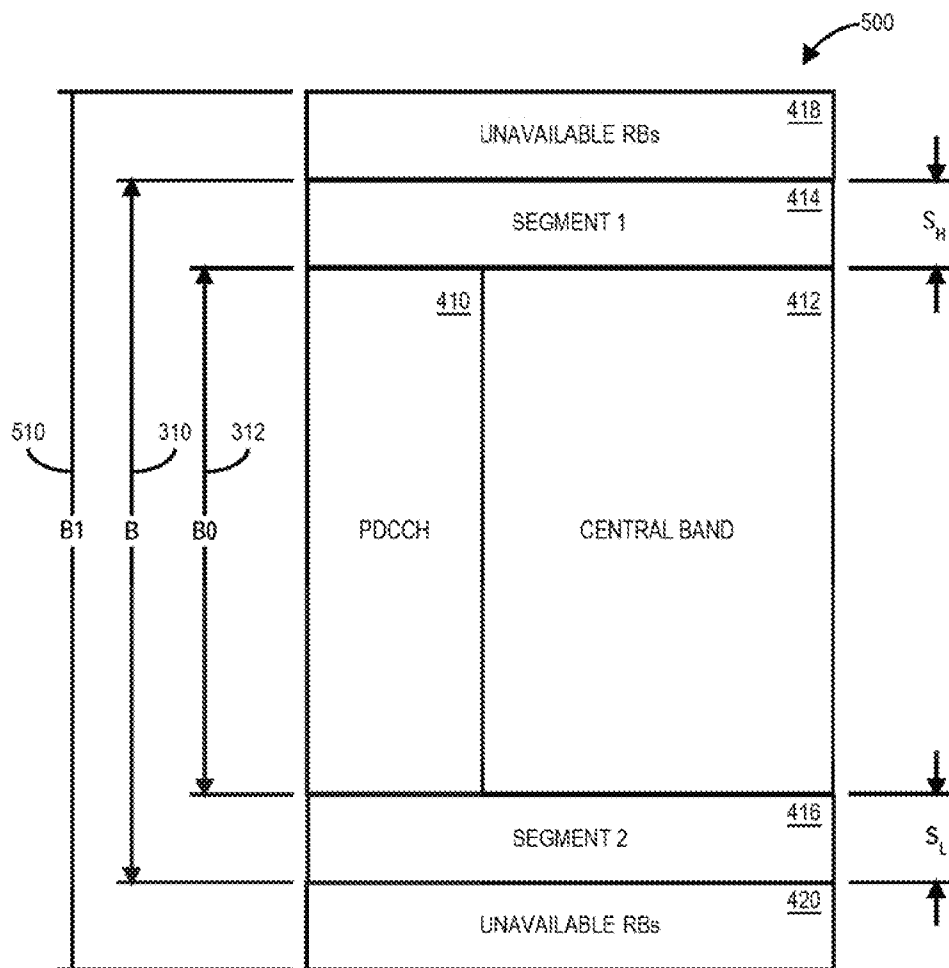 500
418
UNAVAILABLE RBs
414
SEGMENT 1
S_H
410
412
510
310
312
B1
B
B0
PDCCH
CENTRAL BAND
416
SEGMENT 2
S_L
420
UNAVAILABLE RBs